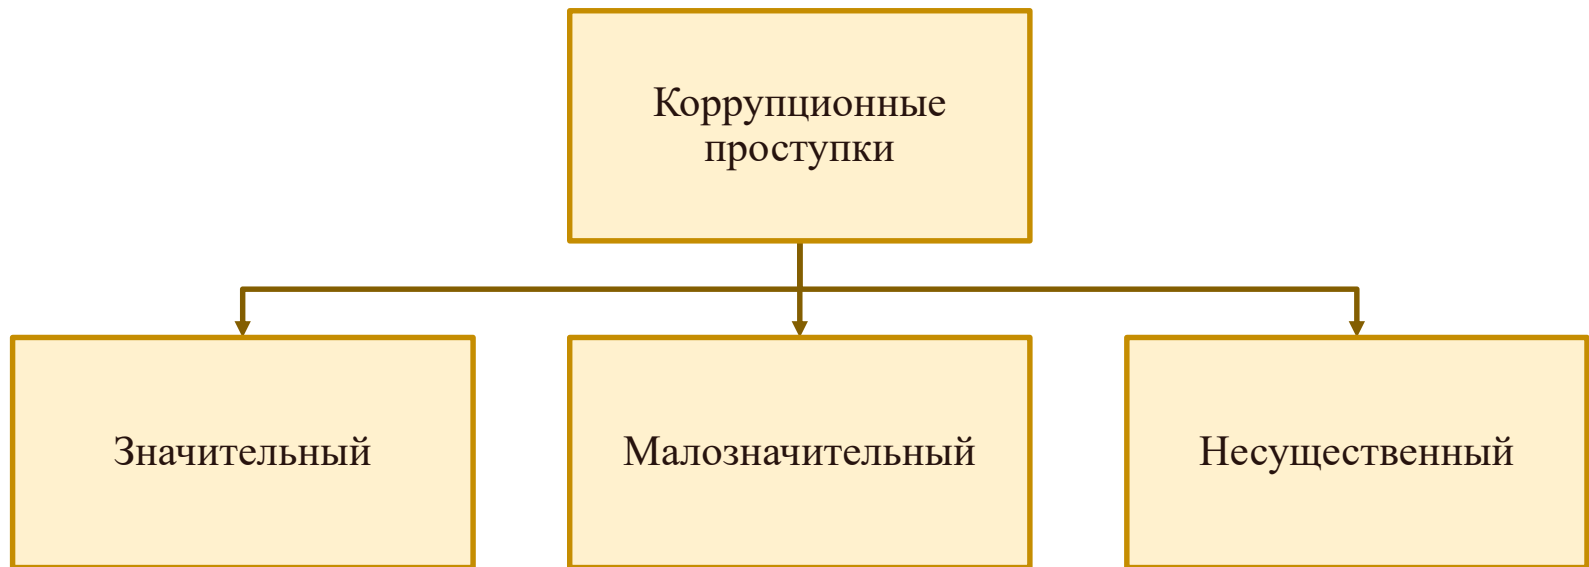 Коррупционные
проступки
Значительный
Малозначительный
Несущественный